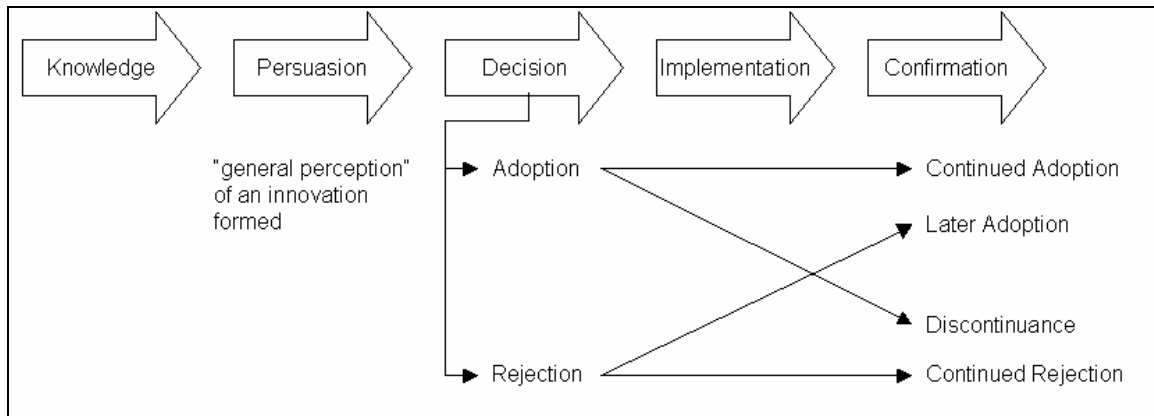 Knowledge
Persuasion
Decision
Implementation
Confirmation
"general perception"
of an innovation
formed
Adoption
Continued Adoption
Later Adoption
Discontinuance
Rejection
Continued Rejection